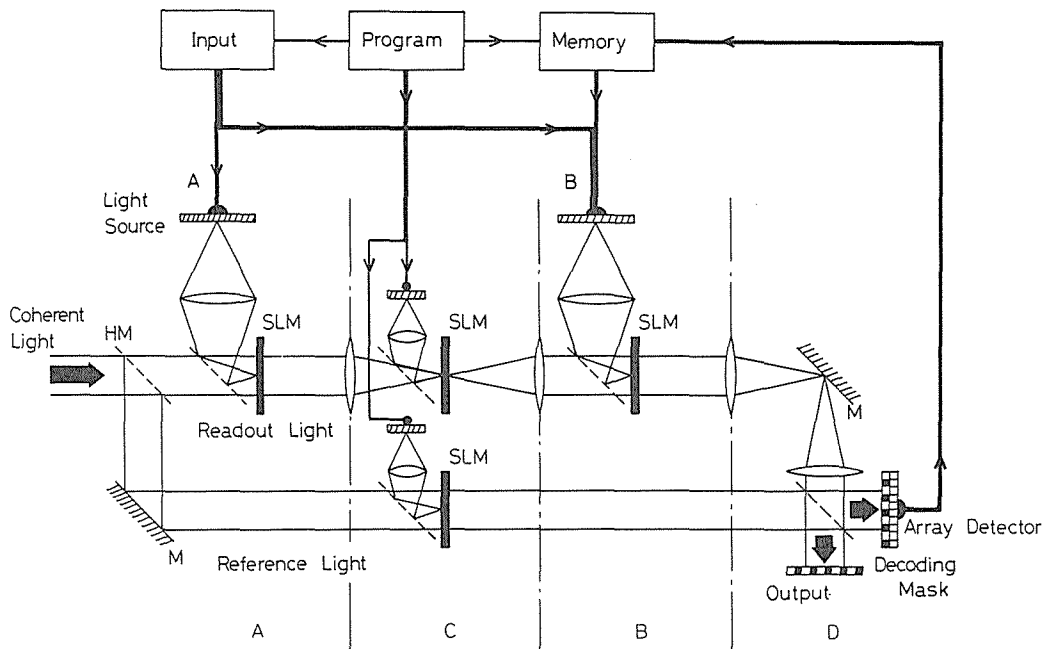 Input
Program
Memory
A
B
Light
Source
Coherent
Light
HM
SLM
SLM
SLM
M
Readout Light
SLM
M
Reference Light
Array Detector
Decoding
Mask
Output
A
C
B
D